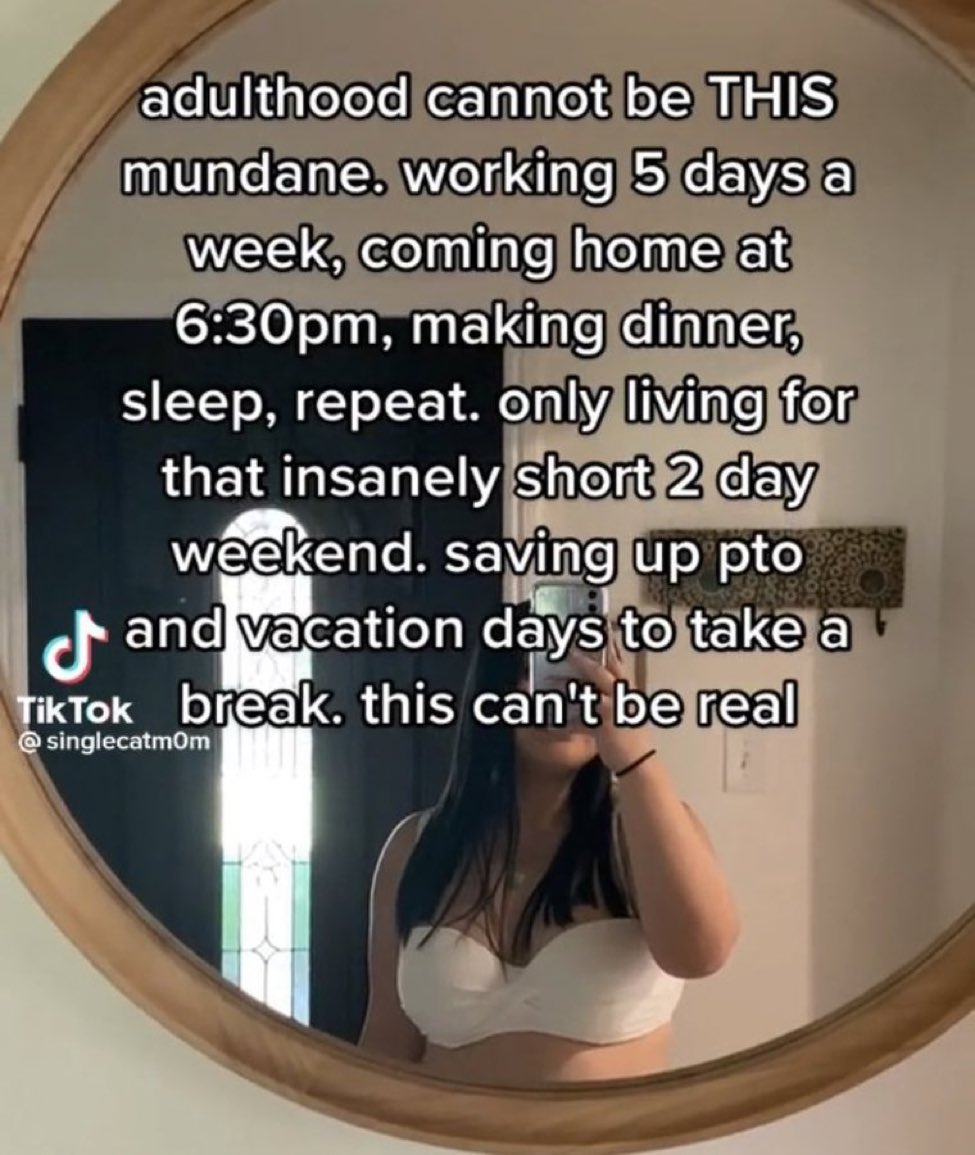 adulthood cannot be THIS
mundane. working 5 days a
week, coming home at
6:30pm, making dinner,
sleep, repeat. only living for
that insanely short 2 day
weekend. saving up pto
and vacation days to take a
break. this can't be real
TikTok
@singlecatm0m